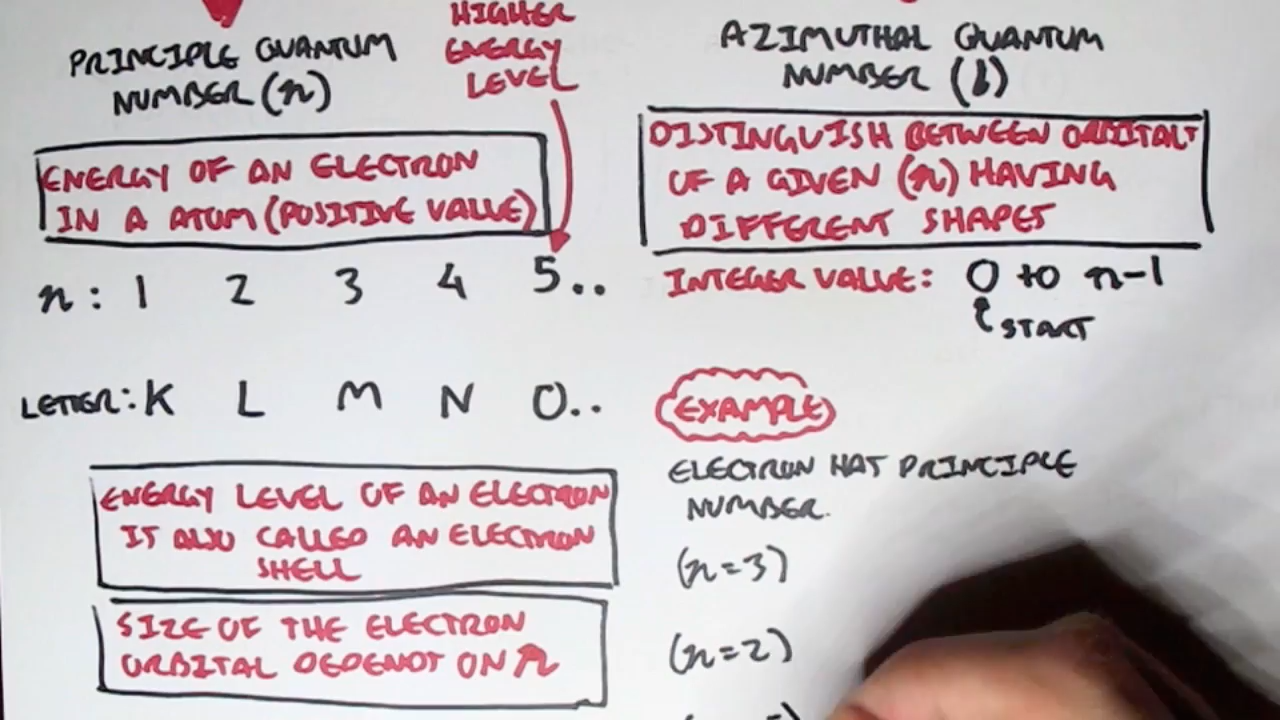 PRINCIPLE QUANTUM
NUMBER (n)
HIGHER
ENERGY
LEVEL
ENERGY OF AN ELECTRON
IN A ATOM (POSITIVE VALUE)
n: 1 2 3 4 5..
LETTER: K L M N O..
ENERGY LEVEL OF AN ELECTRON
IS ALSO CALLED AN ELECTRON
SHELL
SIZE OF THE ELECTRON
ORBITAL DEPENDS ON n
AZIMUTHAL QUANTUM
NUMBER (l)
DISTINGUISH BETWEEN ORBITALS
OF A GIVEN (n) HAVING
DIFFERENT SHAPES
INTEGER VALUE: 0 to n-1
START
EXAMPLE
ELECTRON HAS PRINCIPLE
NUMBER.
(n=3)
(n=2)